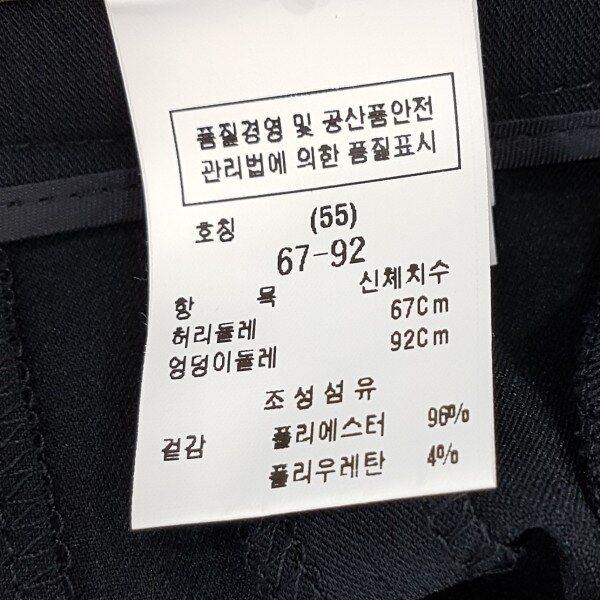 품질경영 및 공산품안전
관리법에 의한 품질표시
호칭 (55)
67-92
항 목 신체치수
허리둘레 67Cm
엉덩이둘레 92Cm
조성섬유
겉감 폴리에스터 96%
폴리우레탄 4%